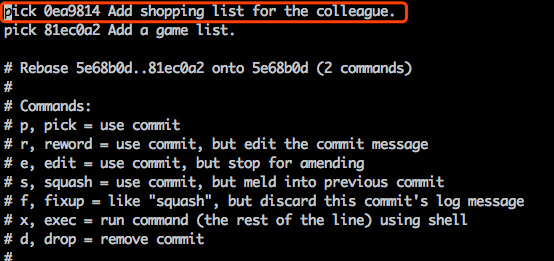 pick 0ea9814 Add shopping list for the colleague.
pick 81ec0a2 Add a game list.

# Rebase 5e68b0d..81ec0a2 onto 5e68b0d (2 commands)
#
# Commands:
# p, pick = use commit
# r, reword = use commit, but edit the commit message
# e, edit = use commit, but stop for amending
# s, squash = use commit, but meld into previous commit
# f, fixup = like "squash", but discard this commit's log message
# x, exec = run command (the rest of the line) using shell
# d, drop = remove commit
#